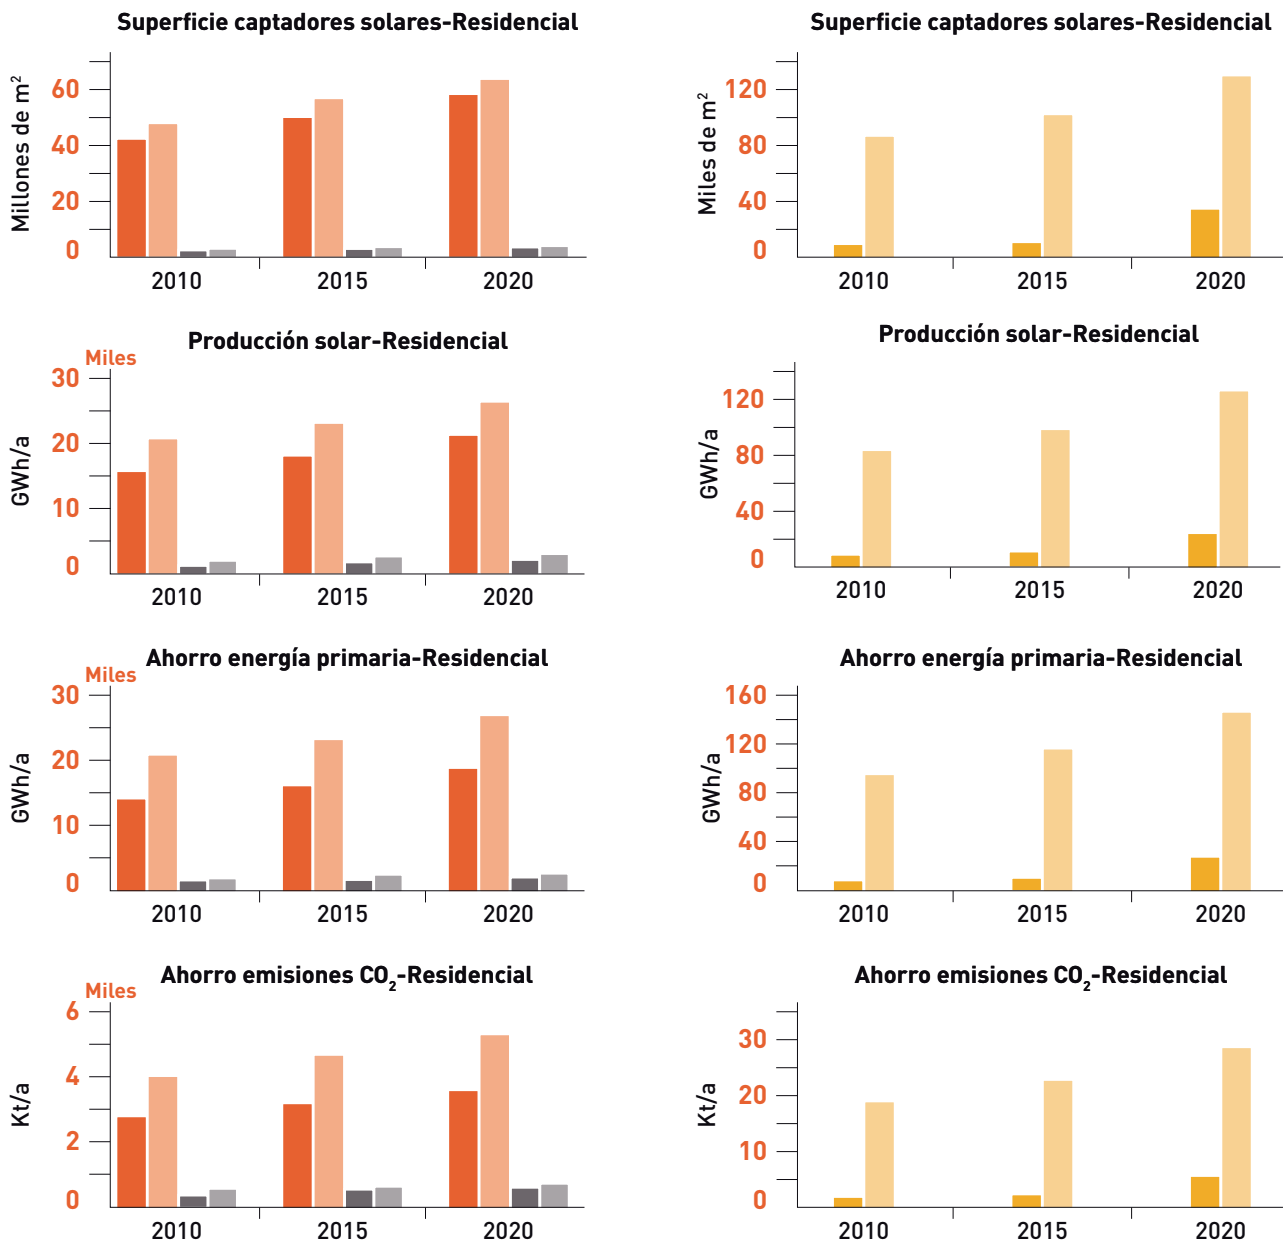 Superficie captadores solares-Residencial
Millones de m²
60
40
20
0
2010 2015 2020
Superficie captadores solares-Residencial
Miles de m²
120
80
40
0
2010 2015 2020
Producción solar-Residencial
Miles
GWh/a
30
20
10
0
2010 2015 2020
Producción solar-Residencial
GWh/a
120
80
40
0
2010 2015 2020
Ahorro energía primaria-Residencial
Miles
GWh/a
30
20
10
0
2010 2015 2020
Ahorro energía primaria-Residencial
GWh/a
160
120
80
40
0
2010 2015 2020
Ahorro emisiones CO₂-Residencial
Miles
Kt/a
6
4
2
0
2010 2015 2020
Ahorro emisiones CO₂-Residencial
Kt/a
30
20
10
0
2010 2015 2020